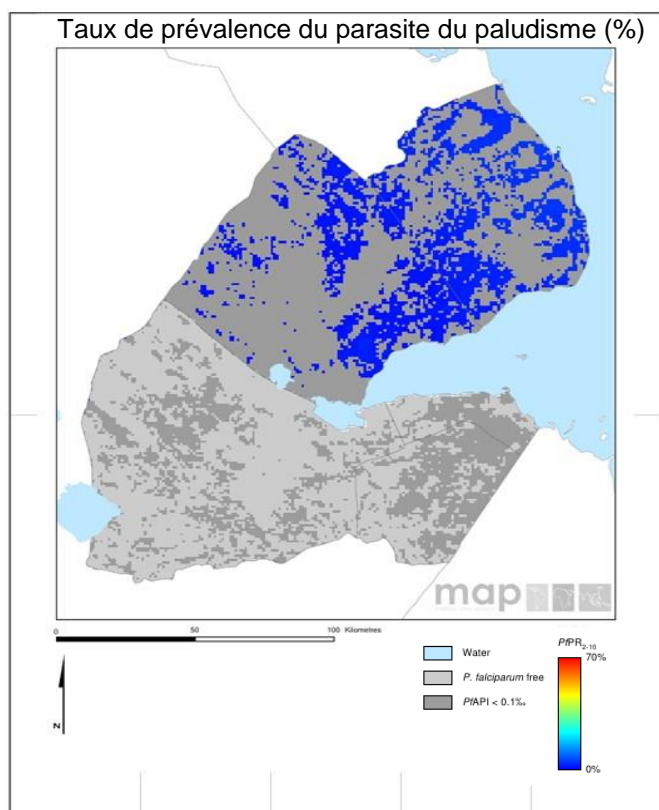 Taux de prévalence du parasite du paludisme (%)
map
0 50 100 Kilometres
N
Water
P. falciparum free
PfAPI < 0.1‰
PfPR2-10
70%
0%